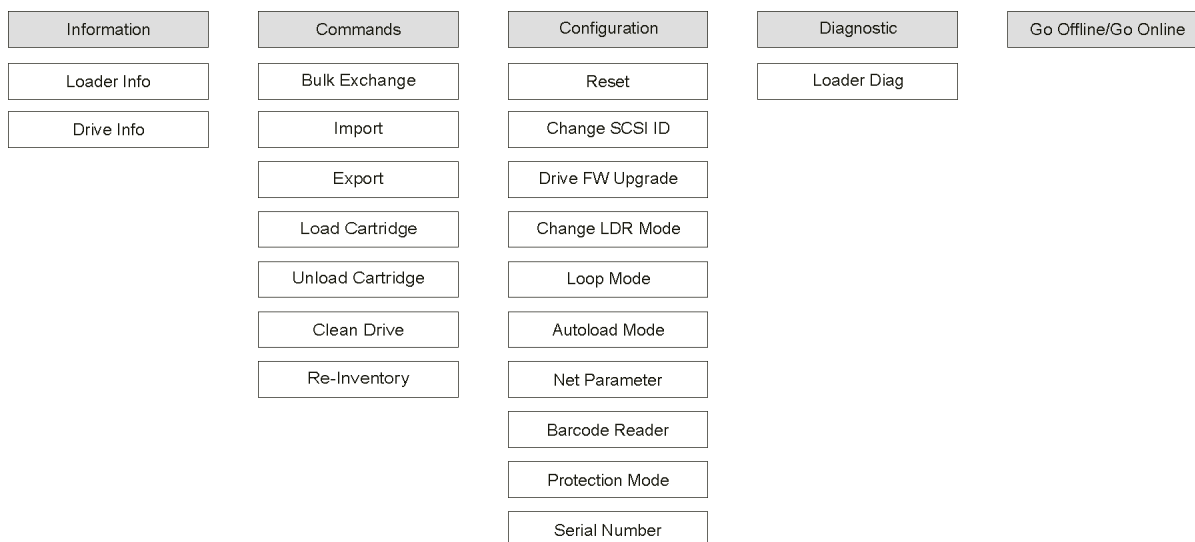 Information
Loader Info
Drive Info
Commands
Bulk Exchange
Import
Export
Load Cartridge
Unload Cartridge
Clean Drive
Re-Inventory
Configuration
Reset
Change SCSI ID
Drive FW Upgrade
Change LDR Mode
Loop Mode
Autoload Mode
Net Parameter
Barcode Reader
Protection Mode
Serial Number
Diagnostic
Loader Diag
Go Offline/Go Online